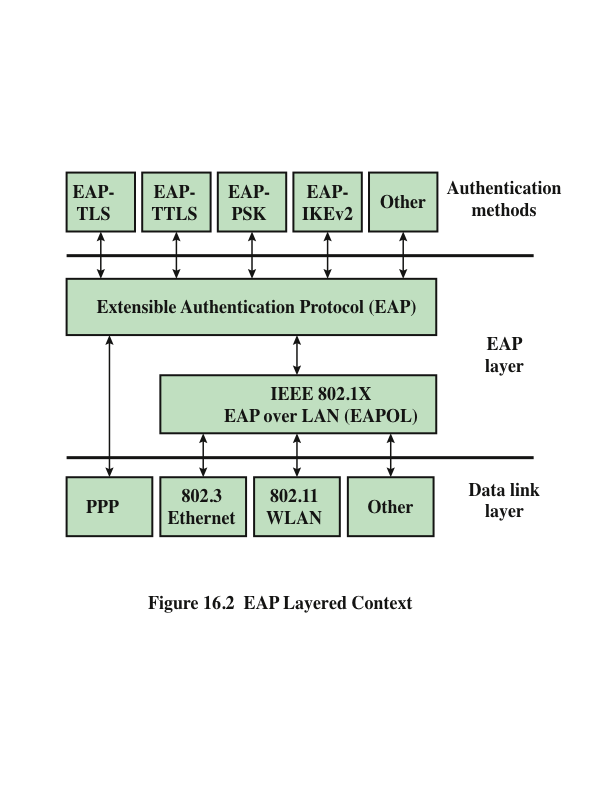 EAP-
TLS
EAP-
TTLS
EAP-
PSK
EAP-
IKEv2
Other
Authentication
methods
Extensible Authentication Protocol (EAP)
EAP
layer
IEEE 802.1X
EAP over LAN (EAPOL)
PPP
802.3
Ethernet
802.11
WLAN
Other
Data link
layer
Figure 16.2 EAP Layered Context